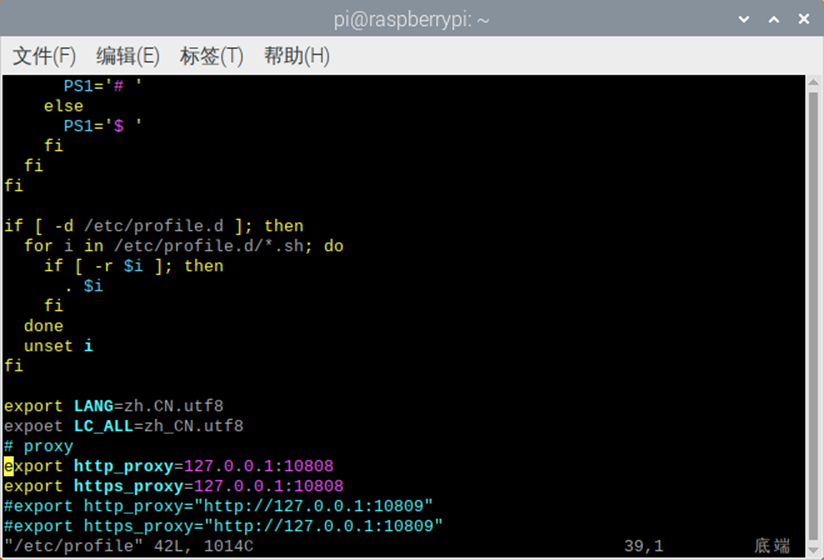 pi@raspberrypi: ~
文件(F) 编辑(E) 标签(T) 帮助(H)
PS1='# '
else
PS1='$ '
fi
fi
fi
if [ -d /etc/profile.d ]; then
for i in /etc/profile.d/*.sh; do
if [ -r $i ]; then
. $i
fi
done
unset i
fi
export LANG=zh.CN.utf8
expoet LC_ALL=zh_CN.utf8
# proxy
export http_proxy=127.0.0.1:10808
export https_proxy=127.0.0.1:10808
#export http_proxy="http://127.0.0.1:10809"
#export https_proxy="http://127.0.0.1:10809"
"/etc/profile" 42L, 1014C 39,1 底端